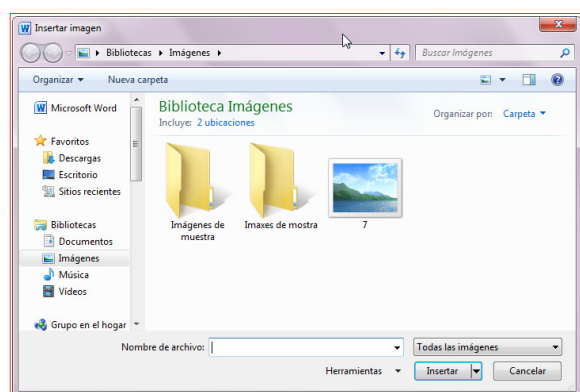 Insertar imagen
Bibliotecas Imágenes
Buscar Imágenes
Organizar
Nueva carpeta
Microsoft Word
Favoritos
Descargas
Escritorio
Sitios recientes
Bibliotecas
Documentos
Imágenes
Música
Vídeos
Grupo en el hogar
Biblioteca Imágenes
Incluye: 2 ubicaciones
Organizar por: Carpeta
Imágenes de
muestra
Imaxes de mostra
7
Nombre de archivo:
Todas las imágenes
Herramientas
Insertar
Cancelar